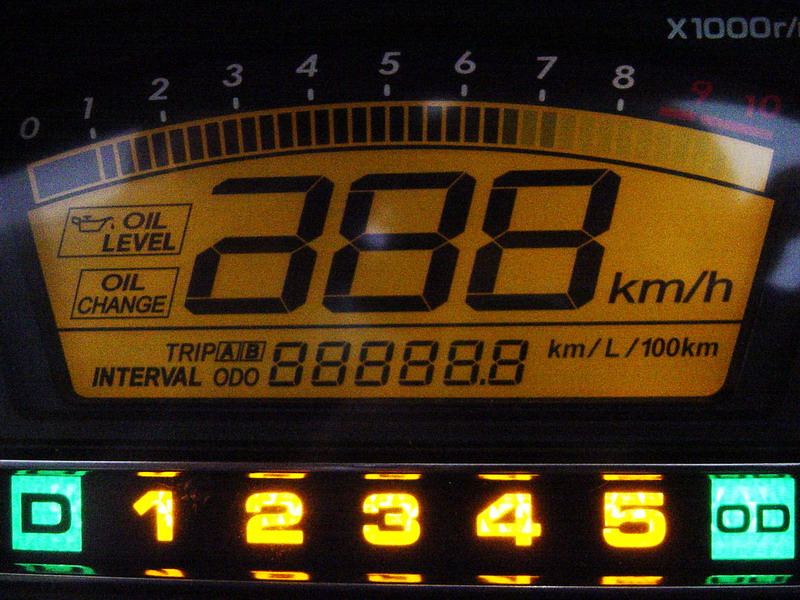 X1000r/
0 1 2 3 4 5 6 7 8 9 10
OIL LEVEL
OIL CHANGE
288 km/h
TRIP A B
INTERVAL ODO 88888.8 km/L/100km
D 1 2 3 4 5 OD